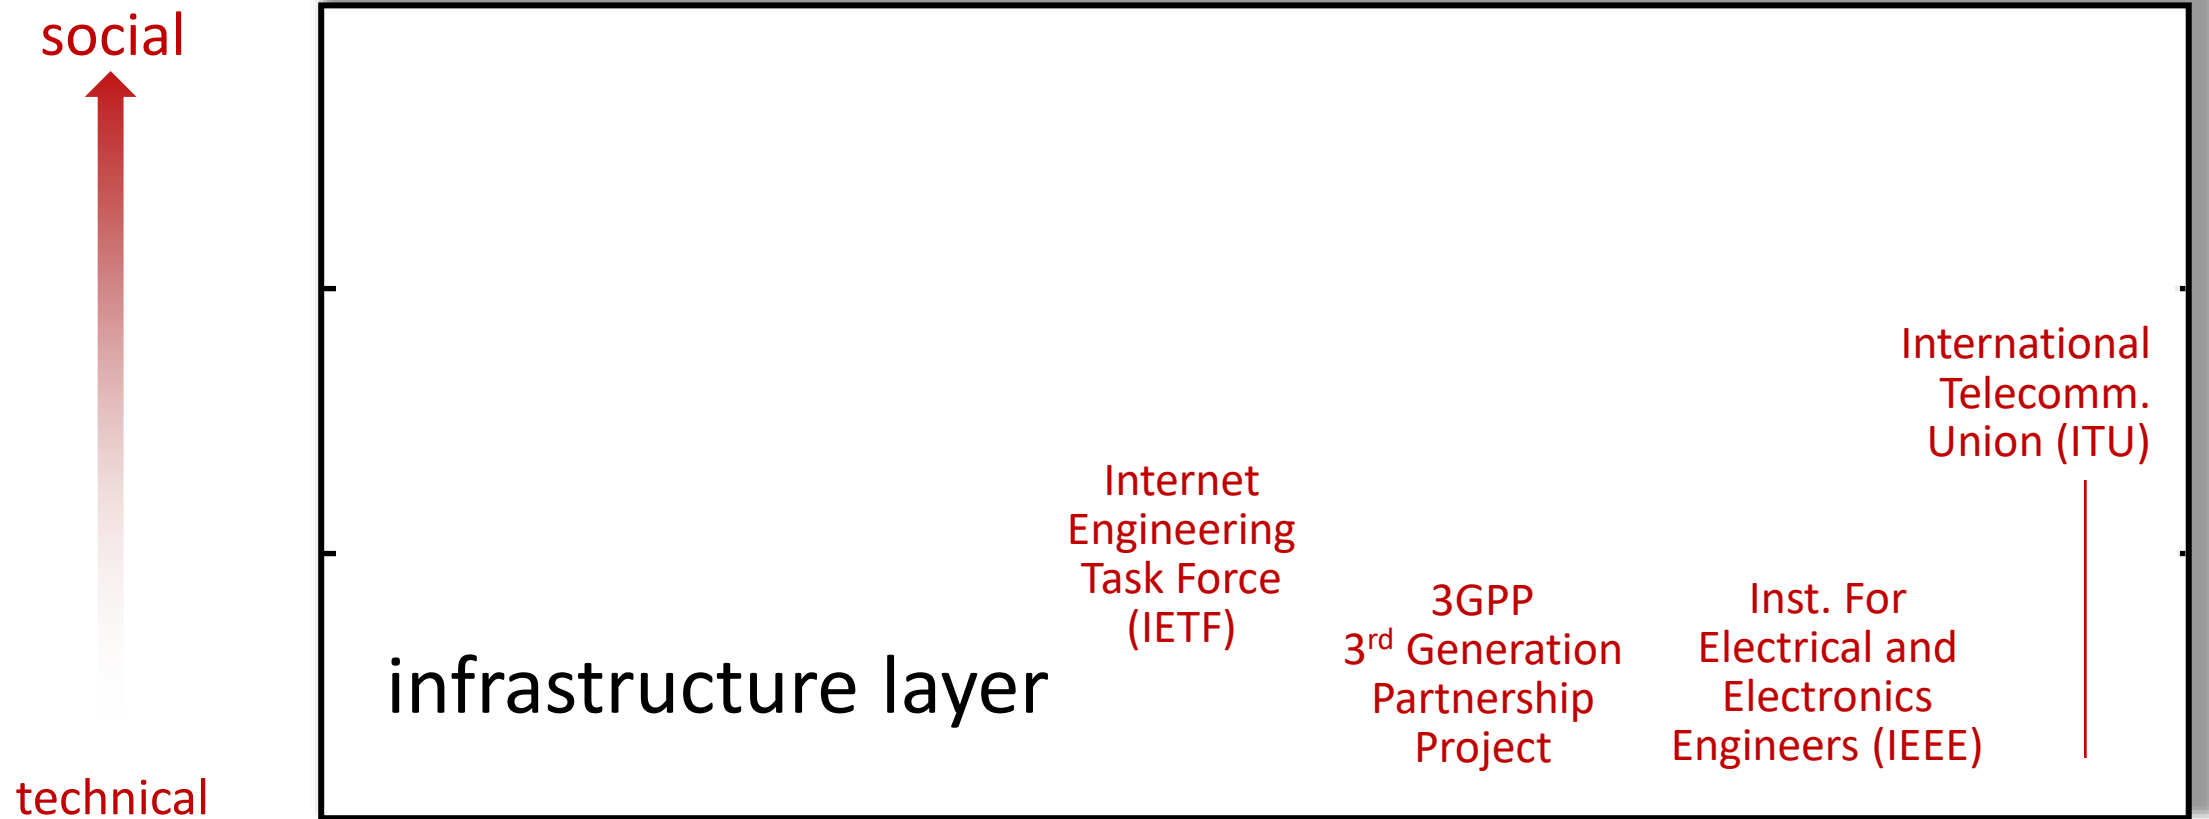 social
International
Telecomm.
Union (ITU)
Internet
Engineering
Task Force
(IETF)
3GPP
3rd Generation
Partnership
Project
Inst. For
Electrical and
Electronics
Engineers (IEEE)
infrastructure layer
technical